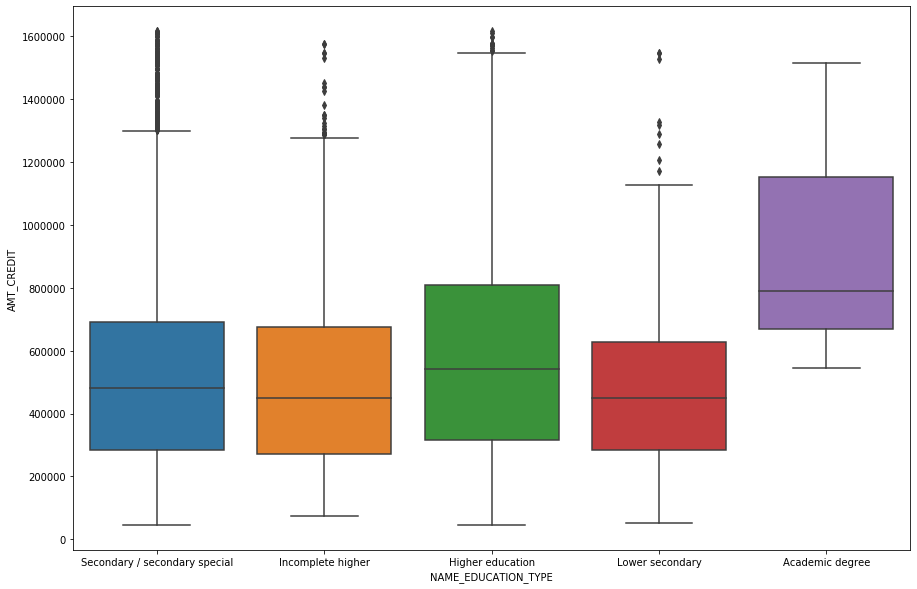 1600000
1400000
1200000
1000000
800000
600000
400000
200000
0
AMT_CREDIT
Secondary / secondary special
Incomplete higher
Higher education
Lower secondary
Academic degree
NAME_EDUCATION_TYPE